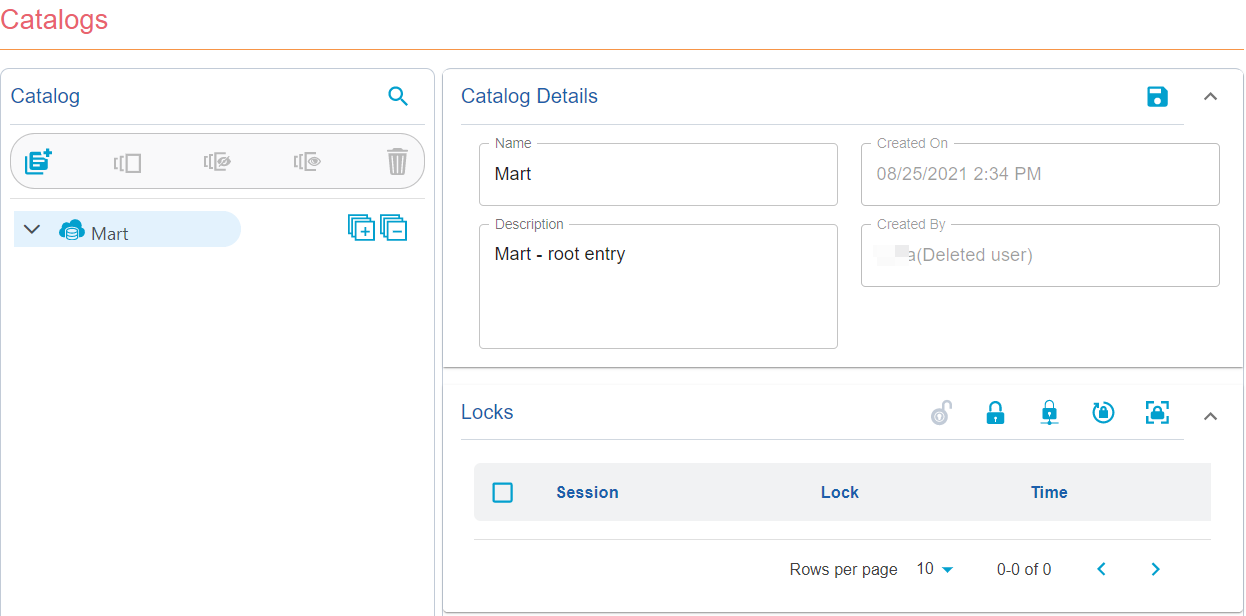 Catalogs
Catalog
Mart
Catalog Details
Name
Mart
Created On
08/25/2021 2:34 PM
Description
Mart - root entry
Created By
a(Deleted user)
Locks
Session Lock Time
Rows per page 10 0-0 of 0